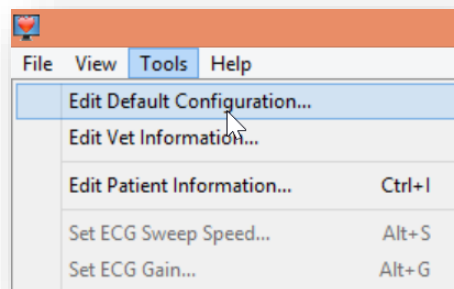 File View Tools Help
Edit Default Configuration...
Edit Vet Information...
Edit Patient Information... Ctrl+I
Set ECG Sweep Speed... Alt+S
Set ECG Gain... Alt+G